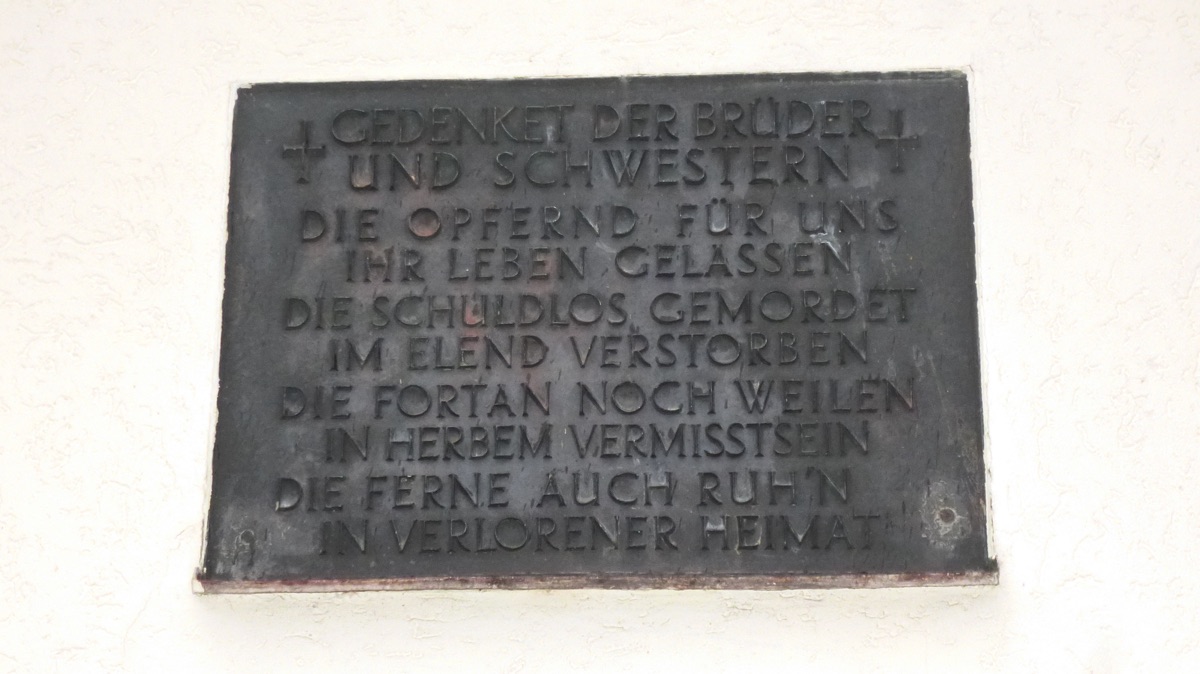 GEDENKET DER BRÜDER
UND SCHWESTERN
DIE OPFERND FÜR UNS
IHR LEBEN GELASSEN
DIE SCHULDLOS GEMORDET
IM ELEND VERSTORBEN
DIE FORTAN NOCH WEILEN
IN HERBEM VERMISSTSEIN
DIE FERNE AUCH RUH'N
IN VERLORENER HEIMAT